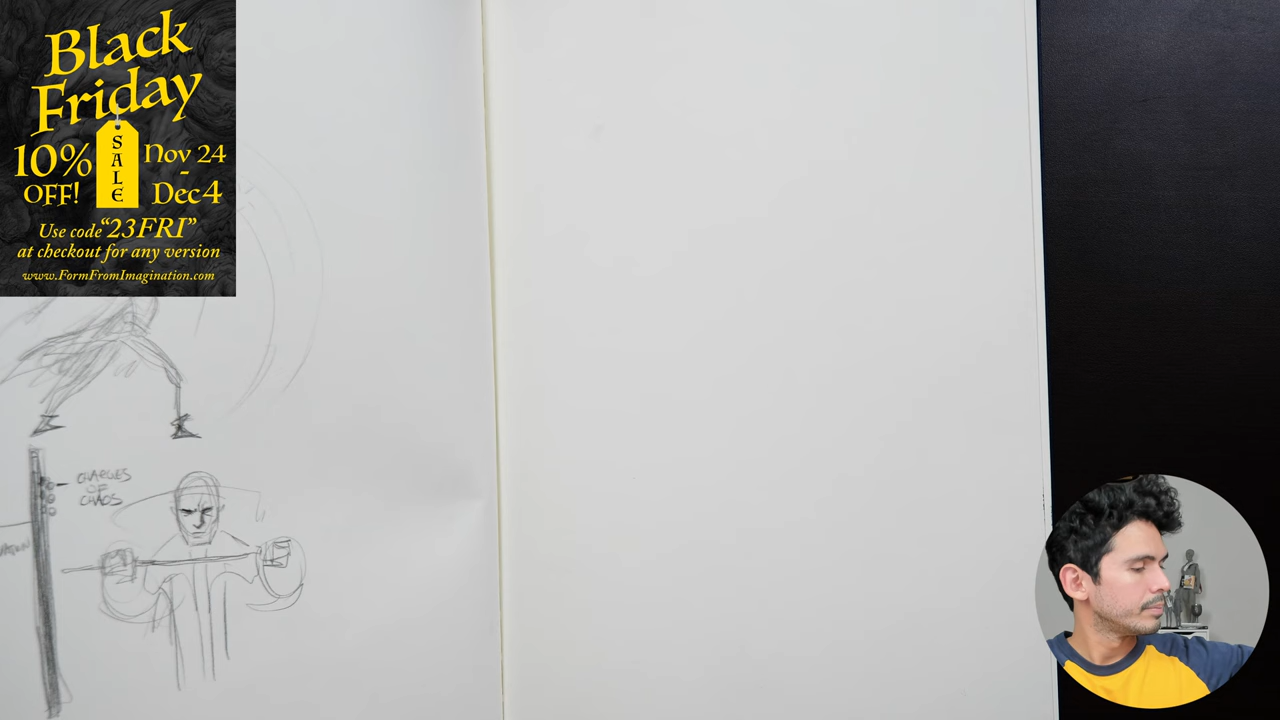 Black
Friday
SALE
10%
OFF!
Nov 24
-
Dec 4
Use code "23FRI"
at checkout for any version
www.FormFromImagination.com
CHARGES
OF
CHAOS